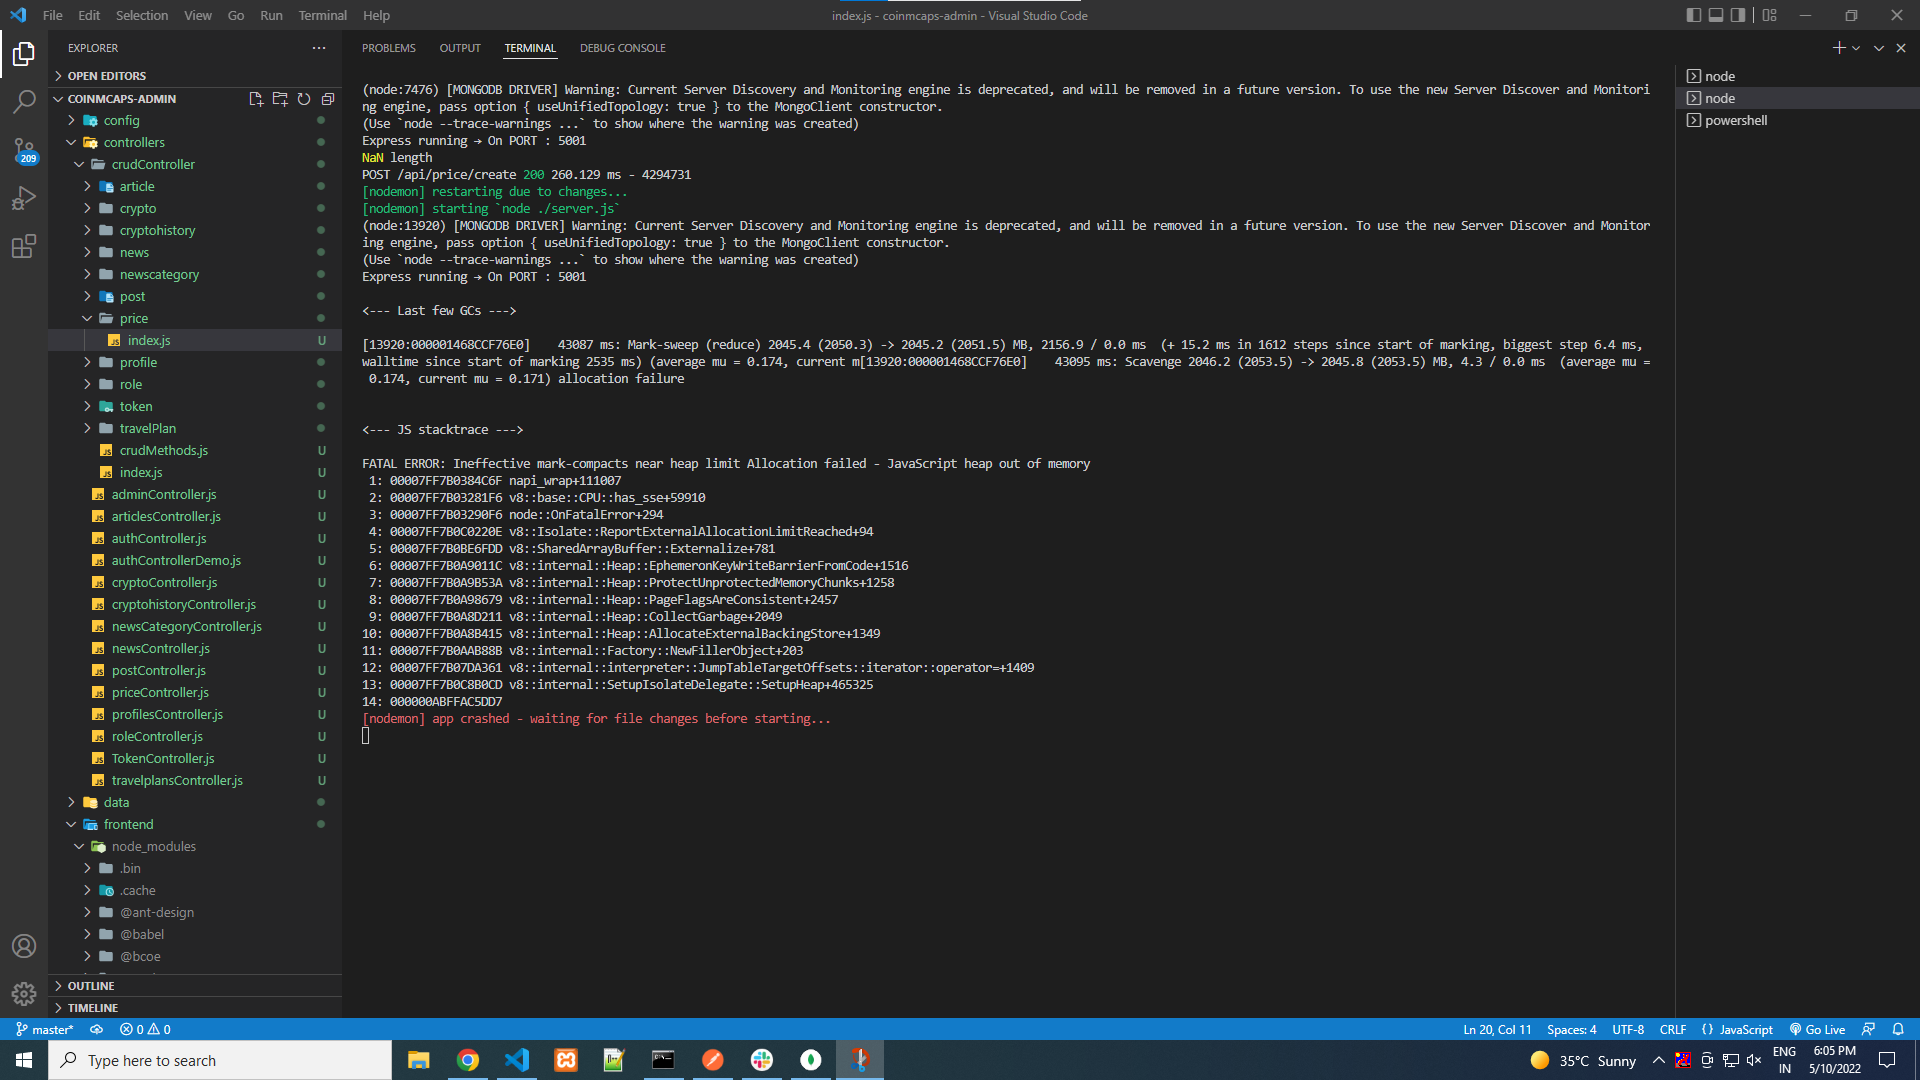 File Edit Selection View Go Run Terminal Help
index.js - coinmcaps-admin - Visual Studio Code
EXPLORER
OPEN EDITORS
COINMCAPS-ADMIN
config
controllers
crudController
article
crypto
cryptohistory
news
newscategory
post
price
index.js U
profile
role
token
travelPlan
crudMethods.js U
index.js U
adminController.js U
articlesController.js U
authController.js U
authControllerDemo.js U
cryptoController.js U
cryptohistoryController.js U
newsCategoryController.js U
newsController.js U
postController.js U
priceController.js U
profilesController.js U
roleController.js U
TokenController.js U
travelplansController.js U
data
frontend
node_modules
.bin
.cache
@ant-design
@babel
@bcoe
OUTLINE
TIMELINE
209
PROBLEMS OUTPUT TERMINAL DEBUG CONSOLE
(node:7476) [MONGODB DRIVER] Warning: Current Server Discovery and Monitoring engine is deprecated, and will be removed in a future version. To use the new Server Discover and Monitori
ng engine, pass option { useUnifiedTopology: true } to the MongoClient constructor.
(Use `node --trace-warnings ...` to show where the warning was created)
Express running → On PORT : 5001
NaN length
POST /api/price/create 200 260.129 ms - 4294731
[nodemon] restarting due to changes...
[nodemon] starting `node ./server.js`
(node:13920) [MONGODB DRIVER] Warning: Current Server Discovery and Monitoring engine is deprecated, and will be removed in a future version. To use the new Server Discover and Monitor
ing engine, pass option { useUnifiedTopology: true } to the MongoClient constructor.
(Use `node --trace-warnings ...` to show where the warning was created)
Express running → On PORT : 5001
<--- Last few GCs --->
[13920:000001468CCF76E0]    43087 ms: Mark-sweep (reduce) 2045.4 (2050.3) -> 2045.2 (2051.5) MB, 2156.9 / 0.0 ms  (+ 15.2 ms in 1612 steps since start of marking, biggest step 6.4 ms,
walltime since start of marking 2535 ms) (average mu = 0.174, current m[13920:000001468CCF76E0]    43095 ms: Scavenge 2046.2 (2053.5) -> 2045.8 (2053.5) MB, 4.3 / 0.0 ms  (average mu =
0.174, current mu = 0.171) allocation failure
<--- JS stacktrace --->
FATAL ERROR: Ineffective mark-compacts near heap limit Allocation failed - JavaScript heap out of memory
1: 00007FF7B0384C6F napi_wrap+111007
2: 00007FF7B03281F6 v8::base::CPU::has_sse+59910
3: 00007FF7B03290F6 node::OnFatalError+294
4: 00007FF7B0C0220E v8::Isolate::ReportExternalAllocationLimitReached+94
5: 00007FF7B0BE6FDD v8::SharedArrayBuffer::Externalize+781
6: 00007FF7B0A9011C v8::internal::Heap::EphemeronKeyWriteBarrierFromCode+1516
7: 00007FF7B0A9B53A v8::internal::Heap::ProtectUnprotectedMemoryChunks+1258
8: 00007FF7B0A98679 v8::internal::Heap::PageFlagsAreConsistent+2457
9: 00007FF7B0A8D211 v8::internal::Heap::CollectGarbage+2049
10: 00007FF7B0A8B415 v8::internal::Heap::AllocateExternalBackingStore+1349
11: 00007FF7B0AAB88B v8::internal::Factory::NewFillerObject+203
12: 00007FF7B07DA361 v8::internal::interpreter::JumpTableTargetOffsets::iterator::operator=+1409
13: 00007FF7B0C8B0CD v8::internal::SetupIsolateDelegate::SetupHeap+465325
14: 000000ABFFAC5DD7
[nodemon] app crashed - waiting for file changes before starting...
node
node
powershell
master* 0 0
Ln 20, Col 11 Spaces: 4 UTF-8 CRLF {} JavaScript Go Live
Type here to search
35°C Sunny
ENG
IN
6:05 PM
5/10/2022